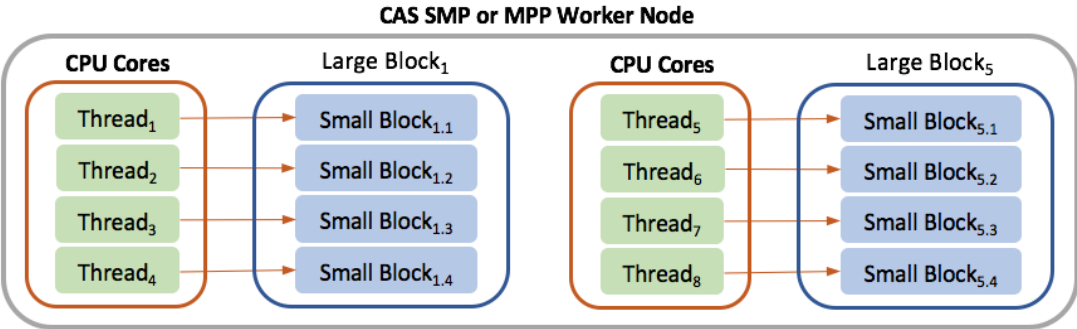 CAS SMP or MPP Worker Node
CPU Cores
Large Block₁
Thread₁
Small Block₁.₁
Thread₂
Small Block₁.₂
Thread₃
Small Block₁.₃
Thread₄
Small Block₁.₄
CPU Cores
Large Block₅
Thread₅
Small Block₅.₁
Thread₆
Small Block₅.₂
Thread₇
Small Block₅.₃
Thread₈
Small Block₅.₄